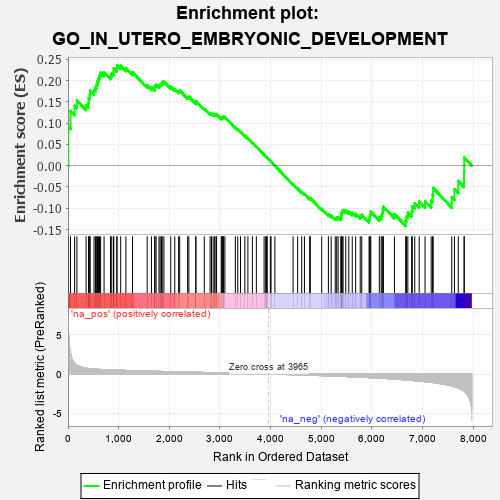 Enrichment plot:
GO_IN_UTERO_EMBRYONIC_DEVELOPMENT
Enrichment score (ES)
0.25
0.20
0.15
0.10
0.05
0.00
-0.05
-0.10
-0.15
'na_pos' (positively correlated)
Ranked list metric (PreRanked)
5
0
-5
Zero cross at 3965
'na_neg' (negatively correlated)
0
1,000
2,000
3,000
4,000
5,000
6,000
7,000
8,000
Rank in Ordered Dataset
Enrichment profile
Hits
Ranking metric scores